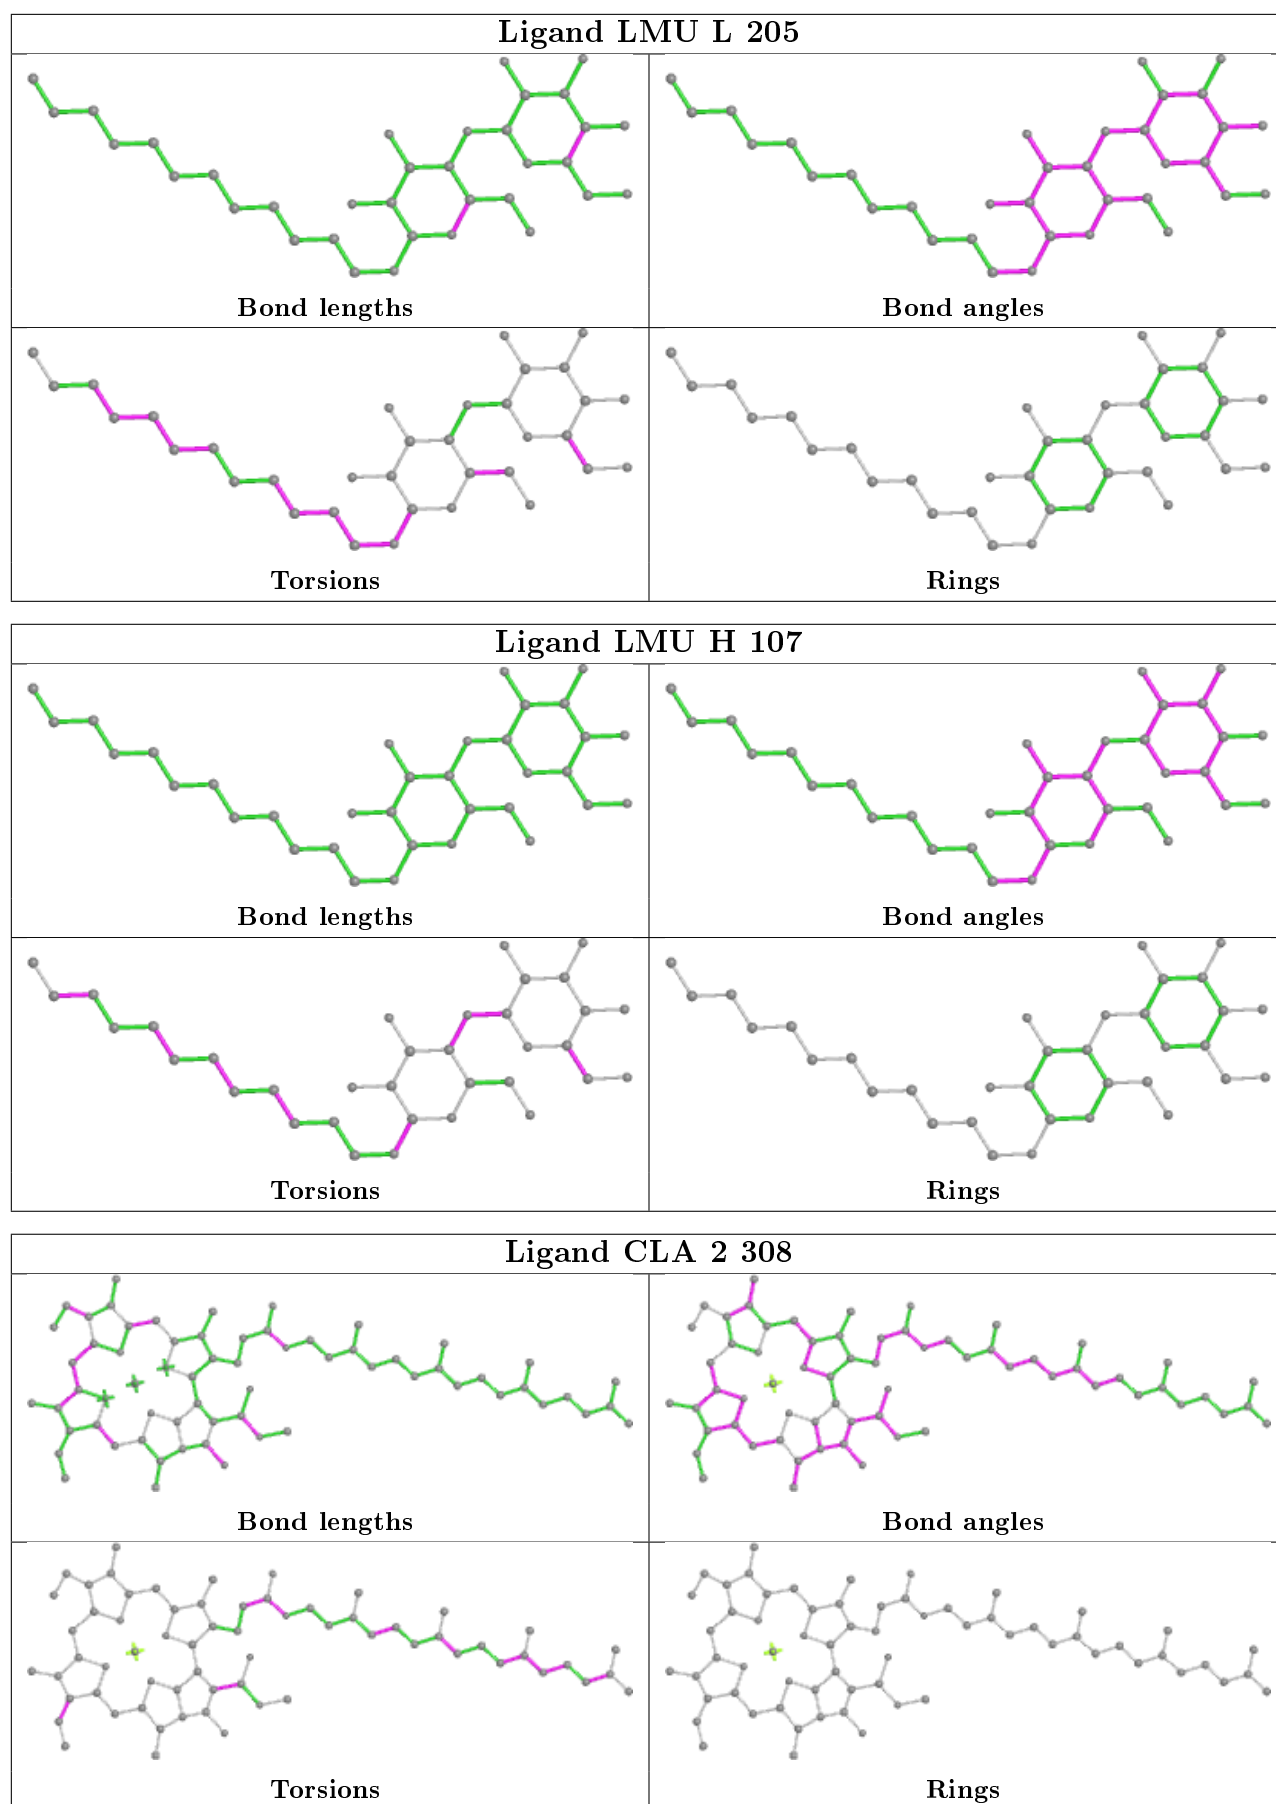 Ligand LMU L 205
Bond lengths
Bond angles
Torsions
Rings
Ligand LMU H 107
Bond lengths
Bond angles
Torsions
Rings
Ligand CLA 2 308
Bond lengths
Bond angles
Torsions
Rings